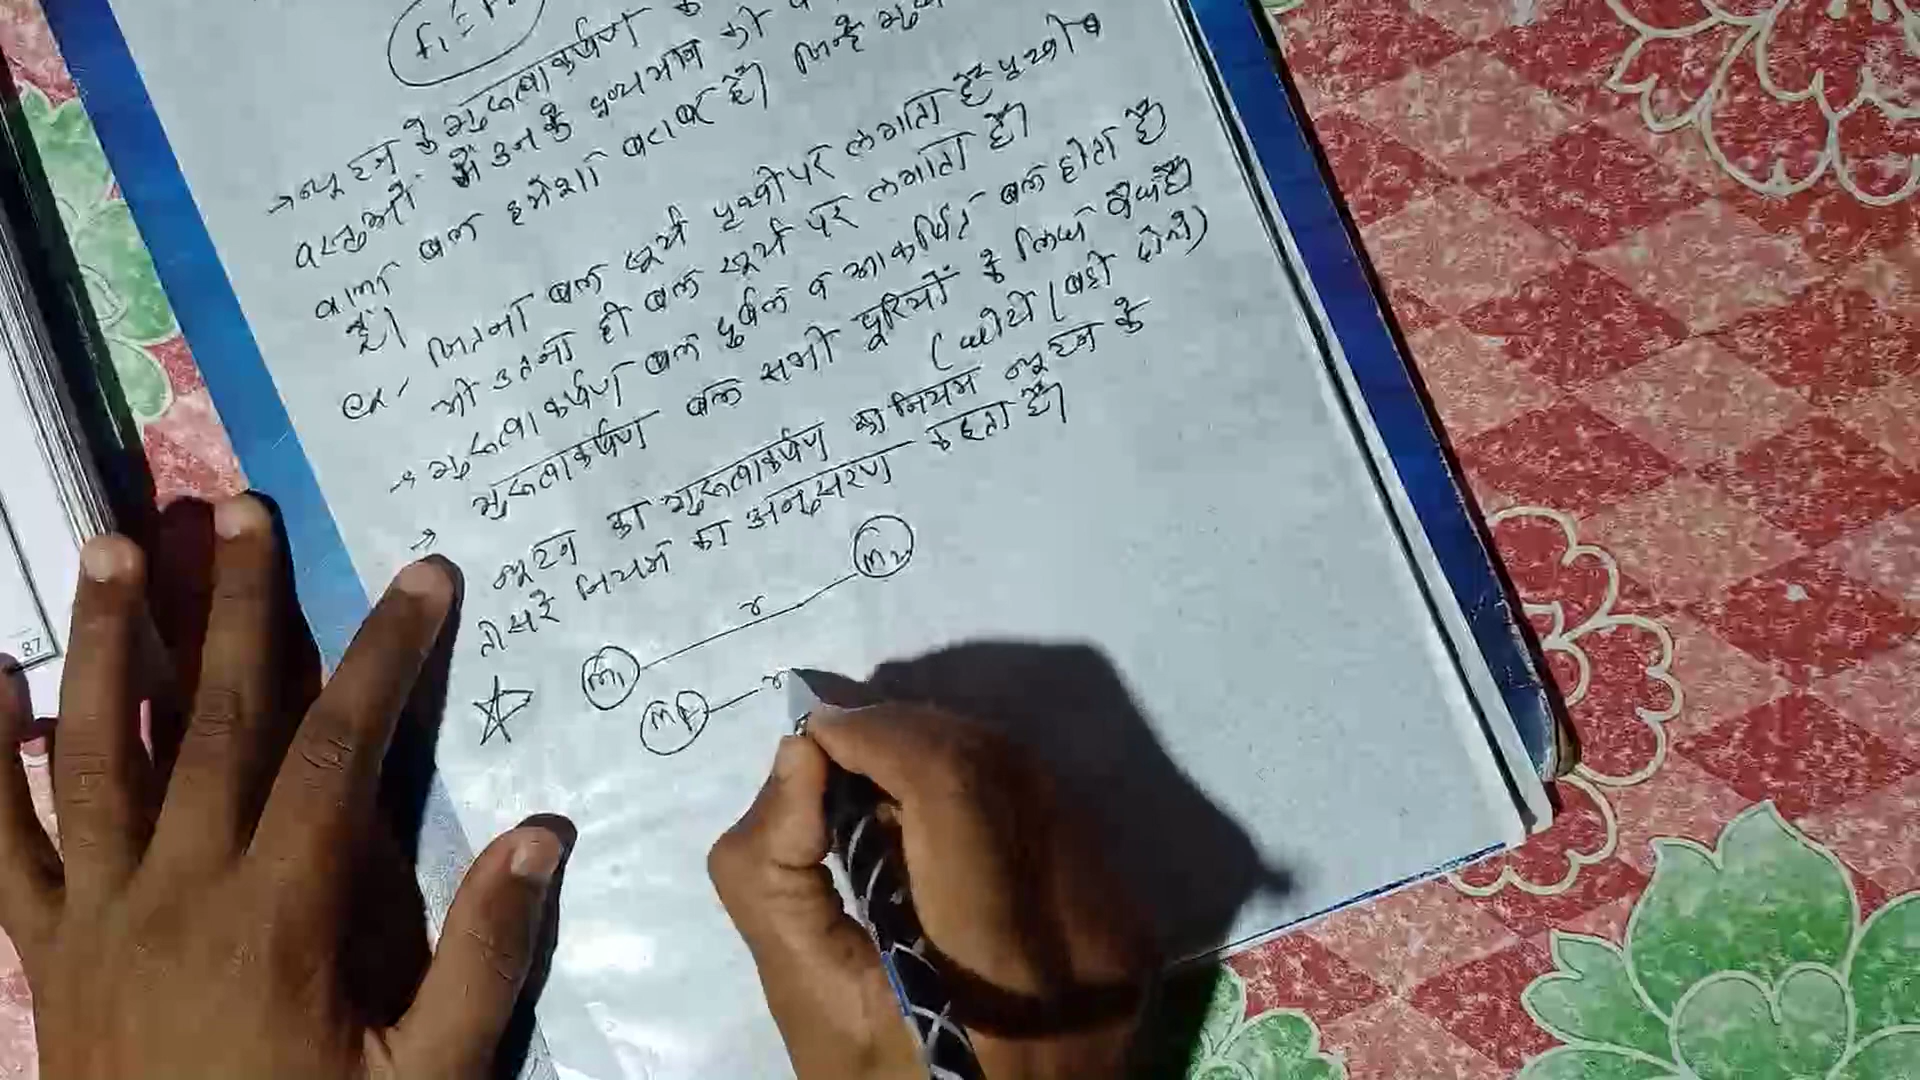 → न्यूटन के गुरुत्वाकर्षण के
वस्तुओं में उनके द्रव्यमान की
वाला बल हमेशा बराबर है। जिन्हें
हैं।
ex- जितना बल सूर्य पृथ्वी पर लगाता है पृथ्वी
भी उतना ही बल सूर्य पर लगाता है।
→ गुरुत्वाकर्षण बल दुर्बल व आकर्षित बल होता है
→ गुरुत्वाकर्षण बल सभी दूरियों के लिए वैध है
(छोटी/बड़ी दोनों)
न्यूटन का गुरुत्वाकर्षण का नियम न्यूटन के
तीसरे नियम का अनुसरण कहता है।
m1 r m2
r
87